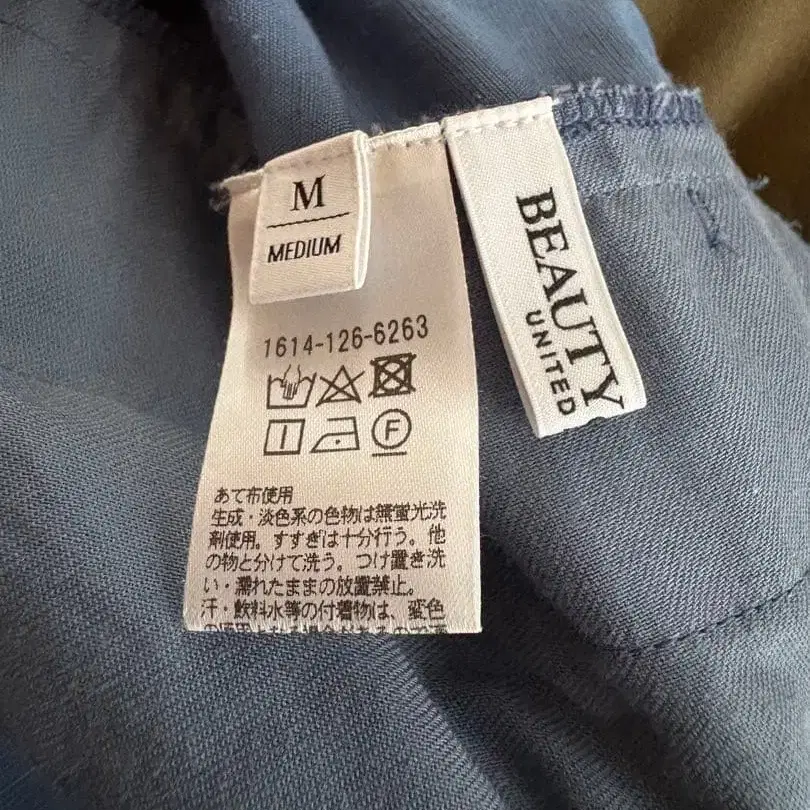 M
MEDIUM
1614-126-6263
F
あて布使用
生成・淡色系の色物は無蛍光洗
剤使用。すすぎは十分行う。他
の物と分けて洗う。つけ置き洗
い・濡れたままの放置禁止。
汗・飲料水等の付着物は、変色
BEAUTY
UNITED